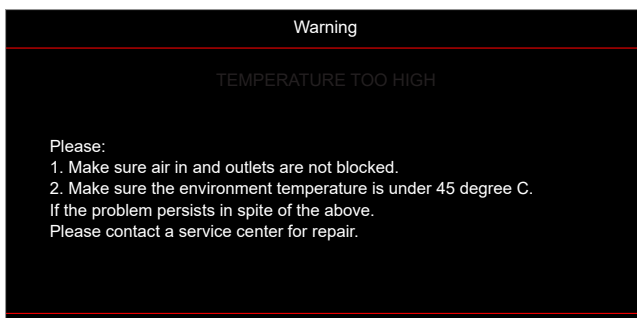 Warning
TEMPERATURE TOO HIGH
Please:
1. Make sure air in and outlets are not blocked.
2. Make sure the environment temperature is under 45 degree C.
If the problem persists in spite of the above.
Please contact a service center for repair.